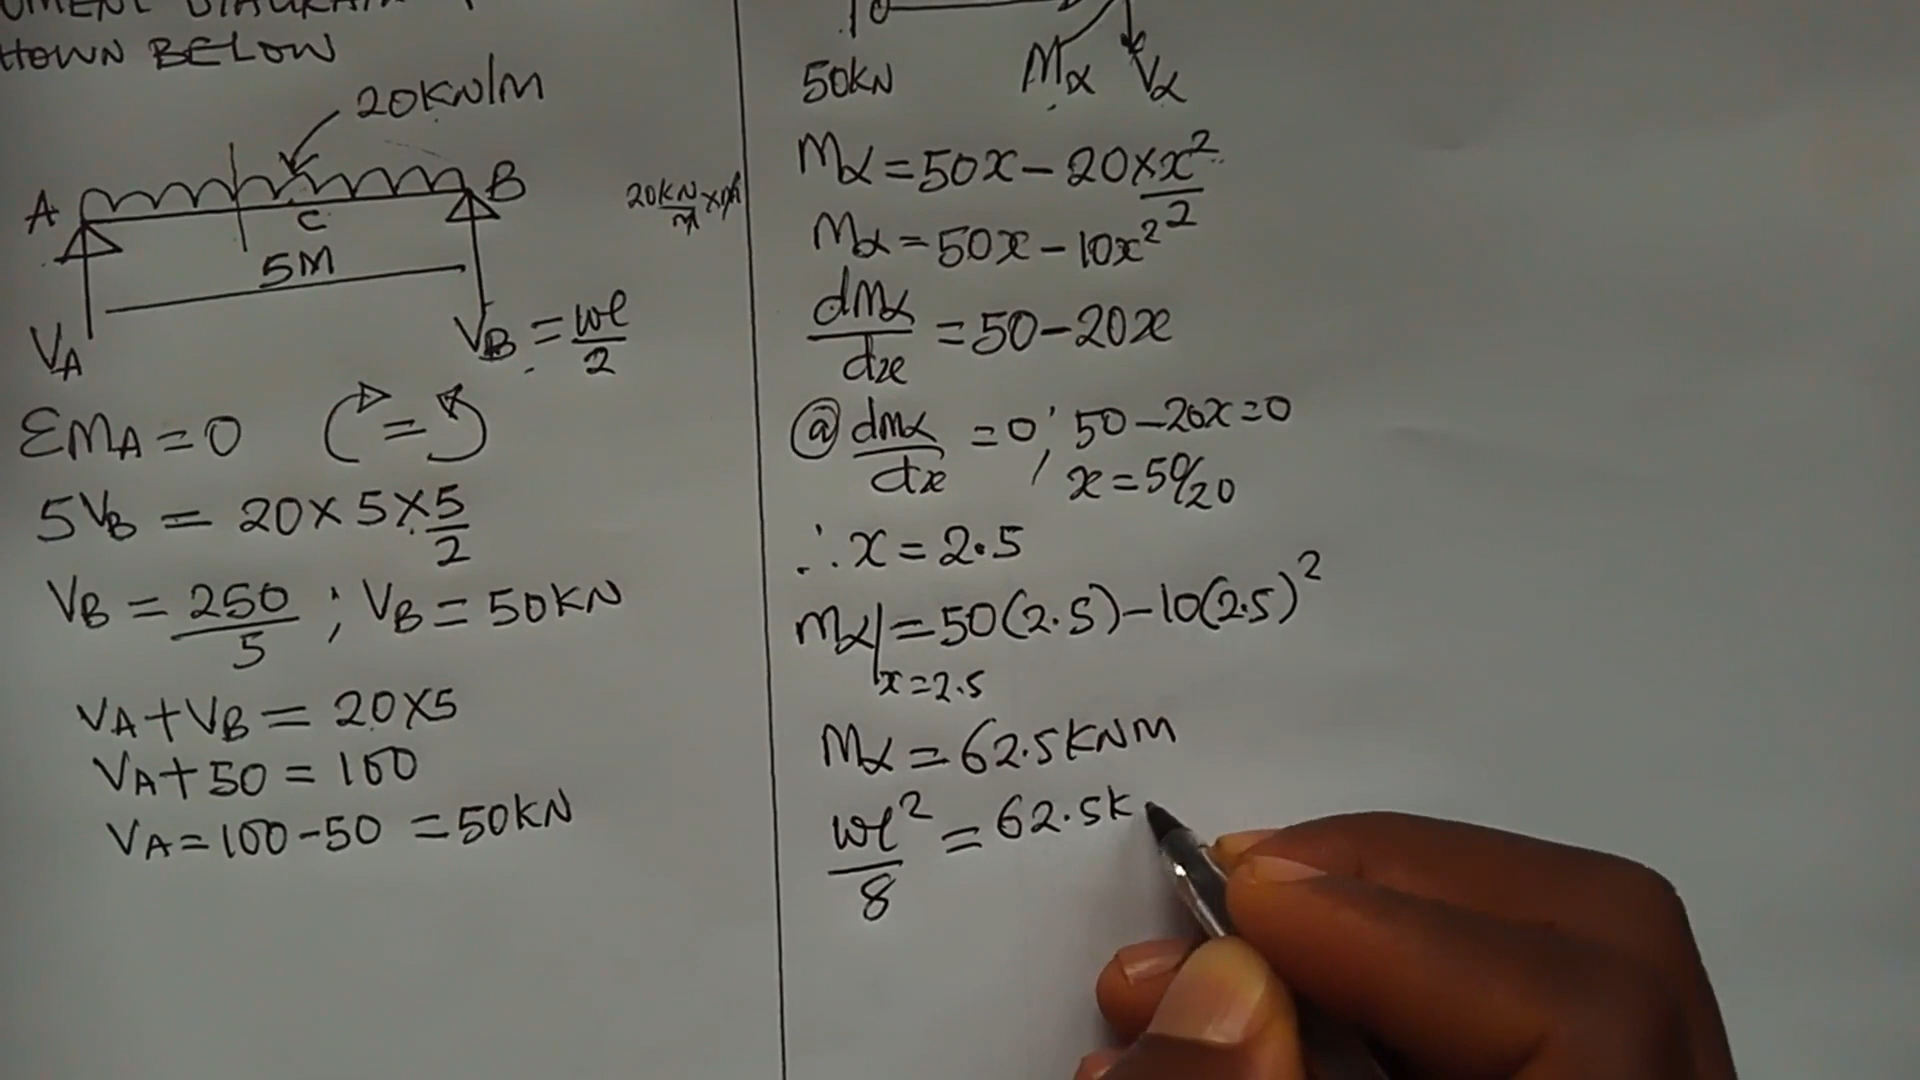 HOWN BELOW
20KN/M
A
B
C
5M
VA
VB = wl/2
ΣMA = 0 ( = )
5VB = 20 × 5 × 5/2
VB = 250/5 ; VB = 50KN
VA + VB = 20×5
VA + 50 = 100
VA = 100 - 50 = 50KN
20KN/m × m
50KN
Mx
Vx
Mx = 50x - 20 × x²/2
Mx = 50x - 10x²
dMx/dx = 50 - 20x
@ dmx/dx = 0; 50 - 20x = 0
x = 50/20
∴ x = 2.5
Mx| = 50(2.5) - 10(2.5)²
x = 2.5
Mx = 62.5KNM
wl²/8 = 62.5K